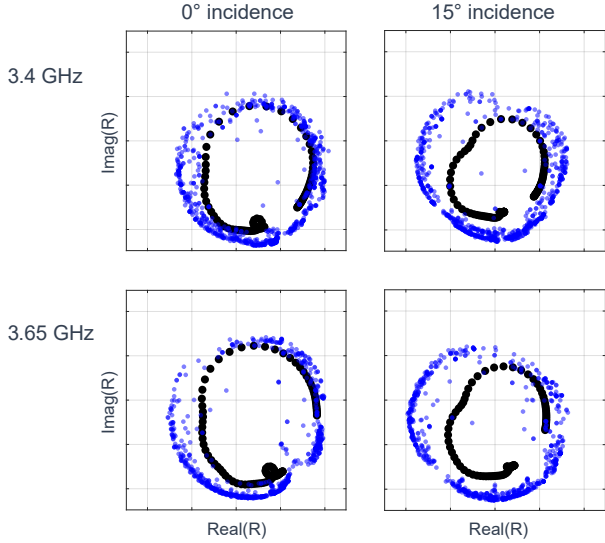 0° incidence
15° incidence
3.4 GHz
Imag(R)
3.65 GHz
Imag(R)
Real(R)
Real(R)